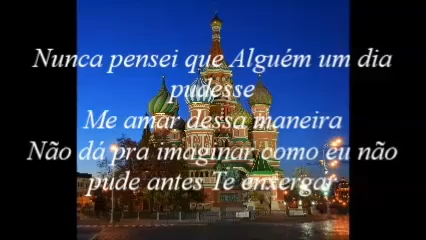 Nunca pensei que Alguém um dia
pudesse
Me amar dessa maneira
Não dá pra imaginar como eu não
pude antes Te enxergar